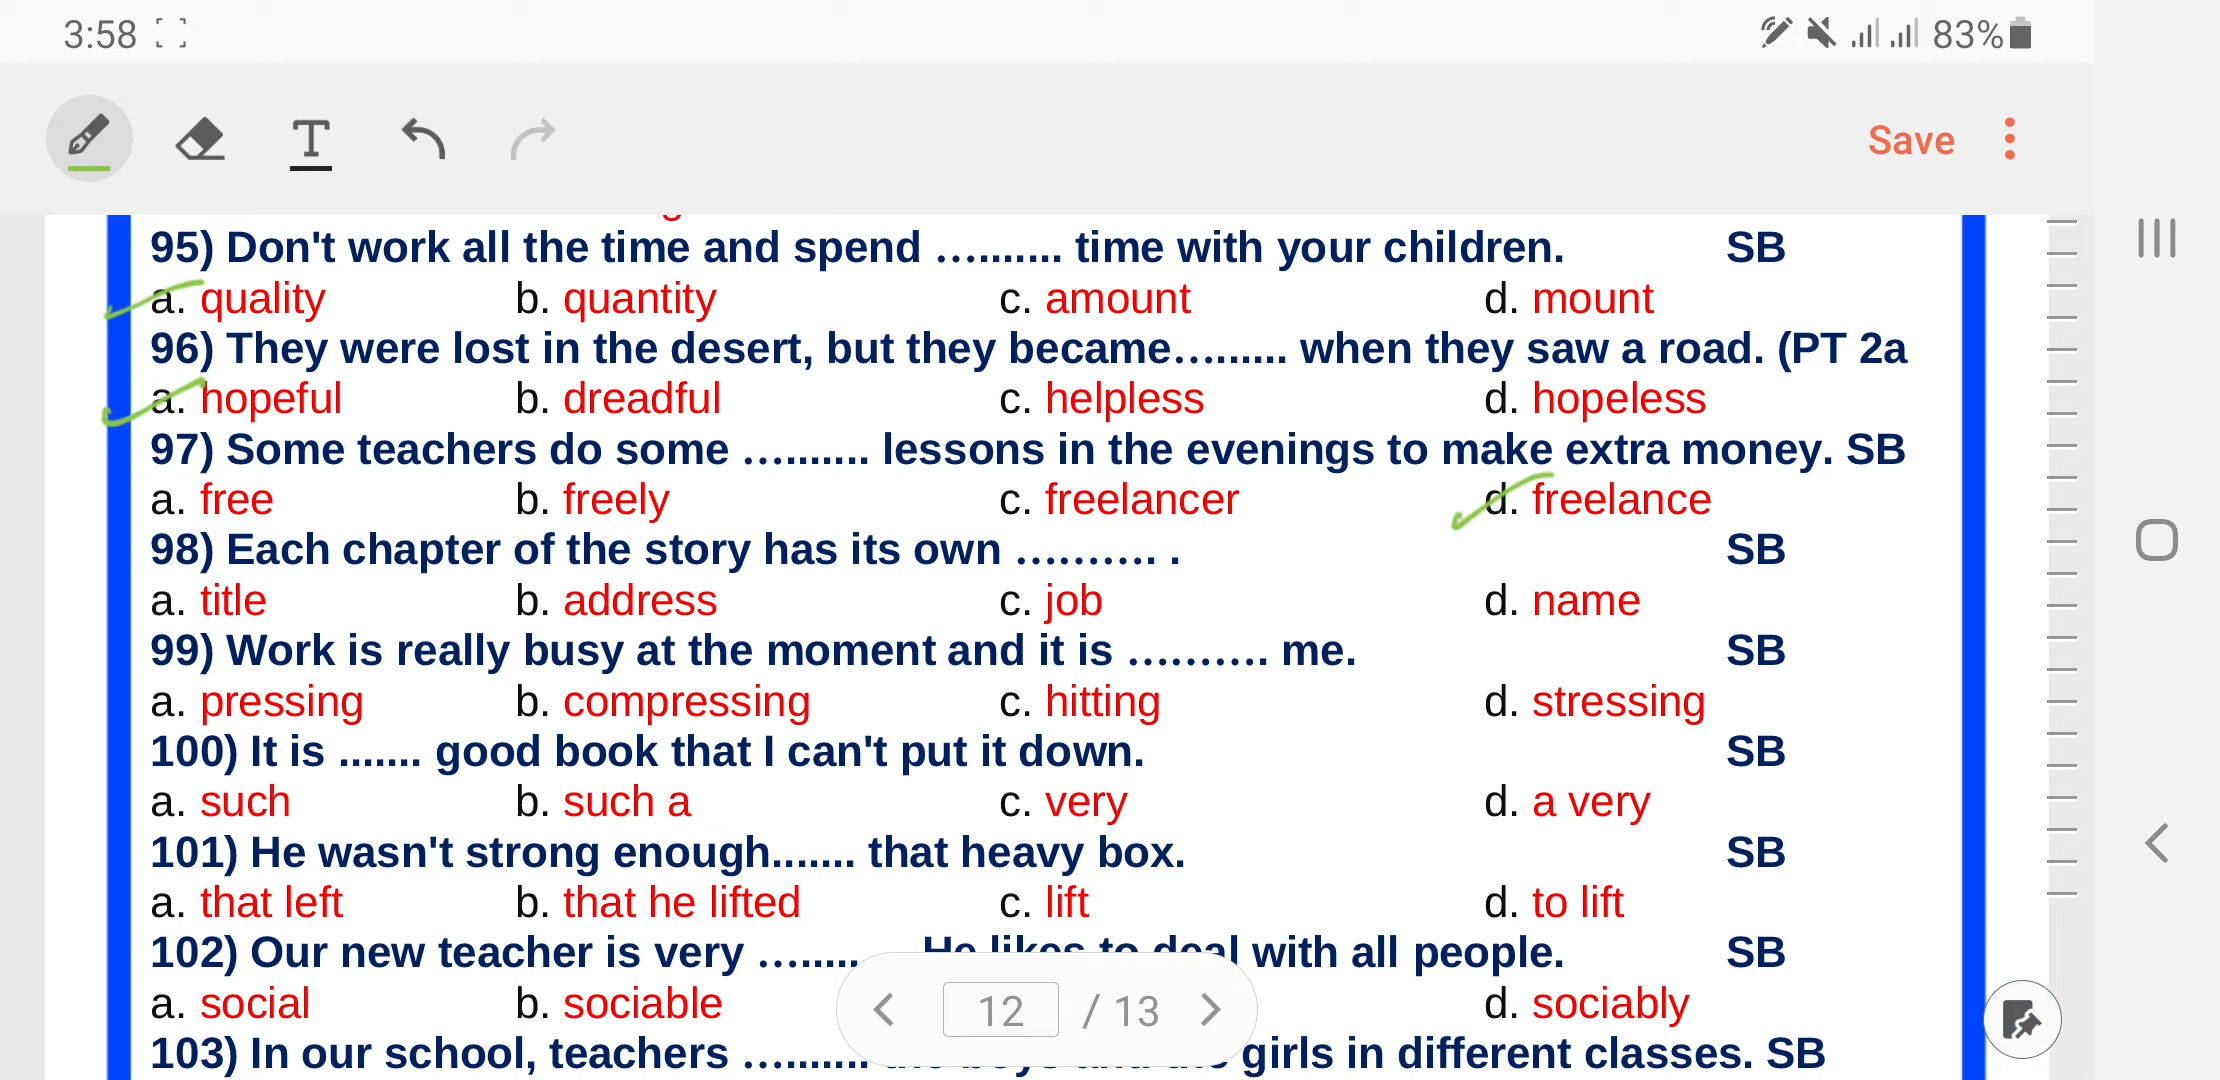 3:58 83%
T Save
95) Don't work all the time and spend …....... time with your children. SB
a. quality b. quantity c. amount d. mount
96) They were lost in the desert, but they became…....... when they saw a road. (PT 2a
a. hopeful b. dreadful c. helpless d. hopeless
97) Some teachers do some …....... lessons in the evenings to make extra money. SB
a. free b. freely c. freelancer d. freelance
98) Each chapter of the story has its own ………. . SB
a. title b. address c. job d. name
99) Work is really busy at the moment and it is ………. me. SB
a. pressing b. compressing c. hitting d. stressing
100) It is ....... good book that I can't put it down. SB
a. such b. such a c. very d. a very
101) He wasn't strong enough....... that heavy box. SB
a. that left b. that he lifted c. lift d. to lift
102) Our new teacher is very …...... He likes to deal with all people. SB
a. social b. sociable d. sociably
12 / 13
103) In our school, teachers …....... girls in different classes. SB